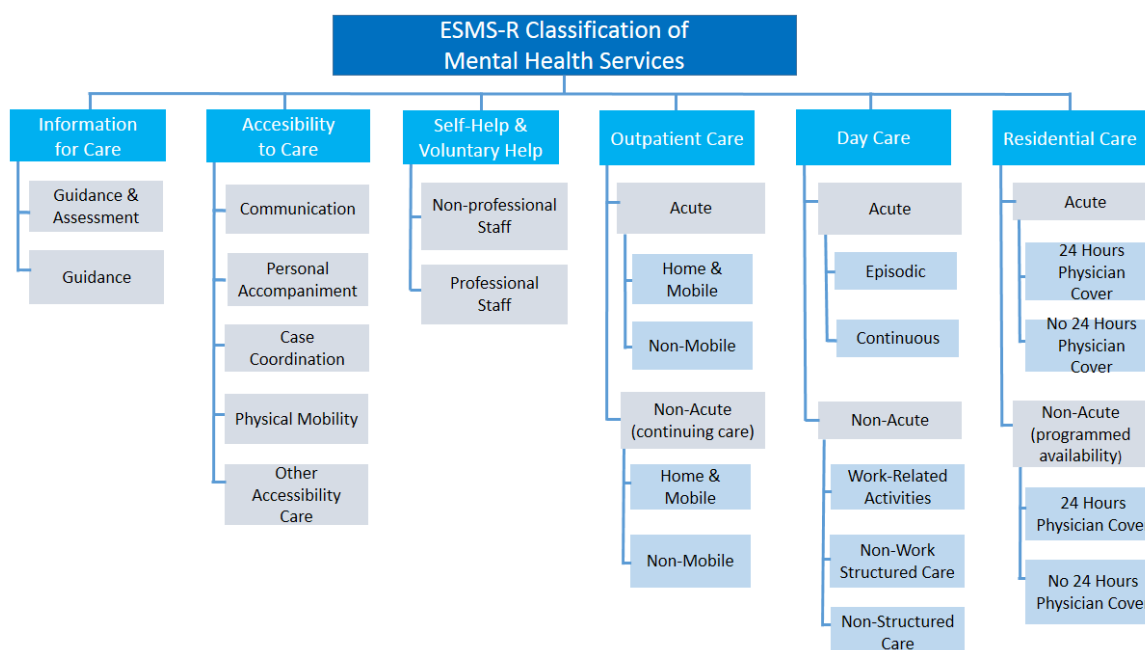 ESMS-R Classification of
Mental Health Services
Information
for Care
Guidance &
Assessment
Guidance
Accesibility
to Care
Communication
Personal
Accompaniment
Case
Coordination
Physical Mobility
Other
Accessibility
Care
Self-Help &
Voluntary Help
Non-professional
Staff
Professional
Staff
Outpatient Care
Acute
Home &
Mobile
Non-Mobile
Non-Acute
(continuing care)
Home &
Mobile
Non-Mobile
Day Care
Acute
Episodic
Continuous
Non-Acute
Work-Related
Activities
Non-Work
Structured Care
Non-Structured
Care
Residential Care
Acute
24 Hours
Physician
Cover
No 24 Hours
Physician
Cover
Non-Acute
(programmed
availability)
24 Hours
Physician Cove
No 24 Hours
Physician Cove